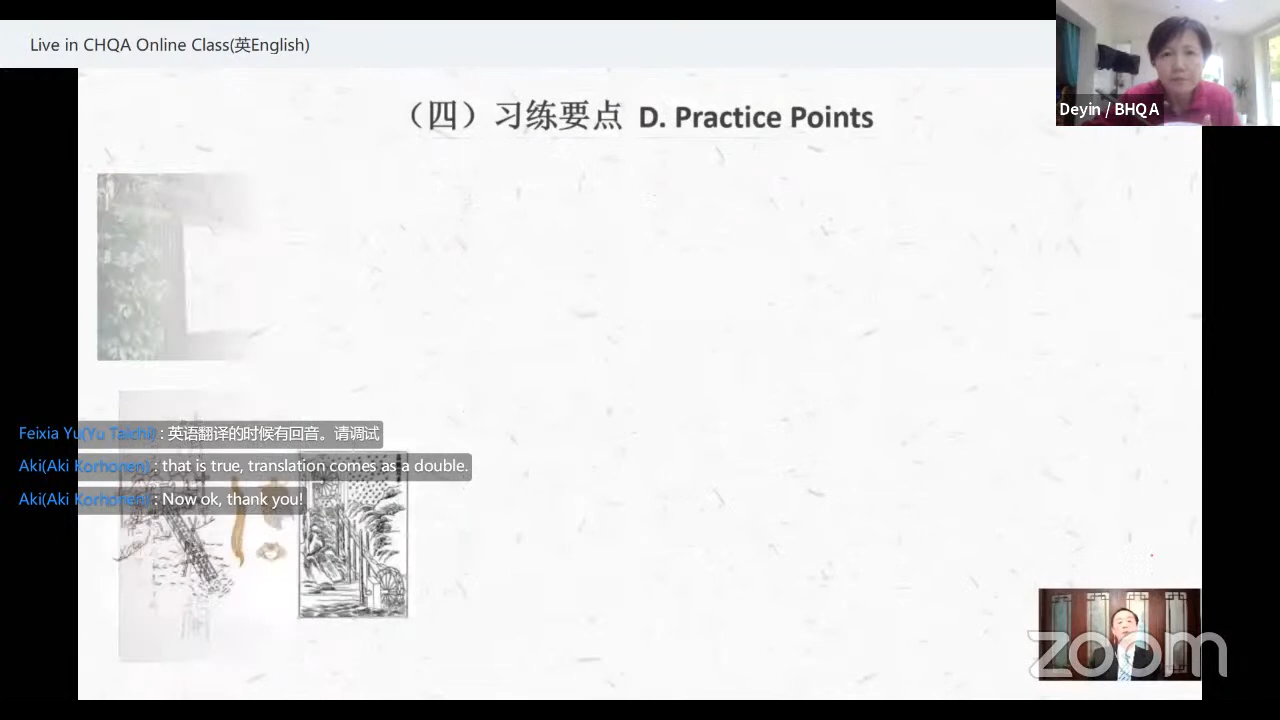 Live in CHQA Online Class(英English)
Deyin / BHQA
（四）习练要点 D. Practice Points
Feixia Yu(Yu Taichi) : 英语翻译的时候有回音。请调试
Aki(Aki Korhonen) : that is true, translation comes as a double.
Aki(Aki Korhonen) : Now ok, thank you!
zoom